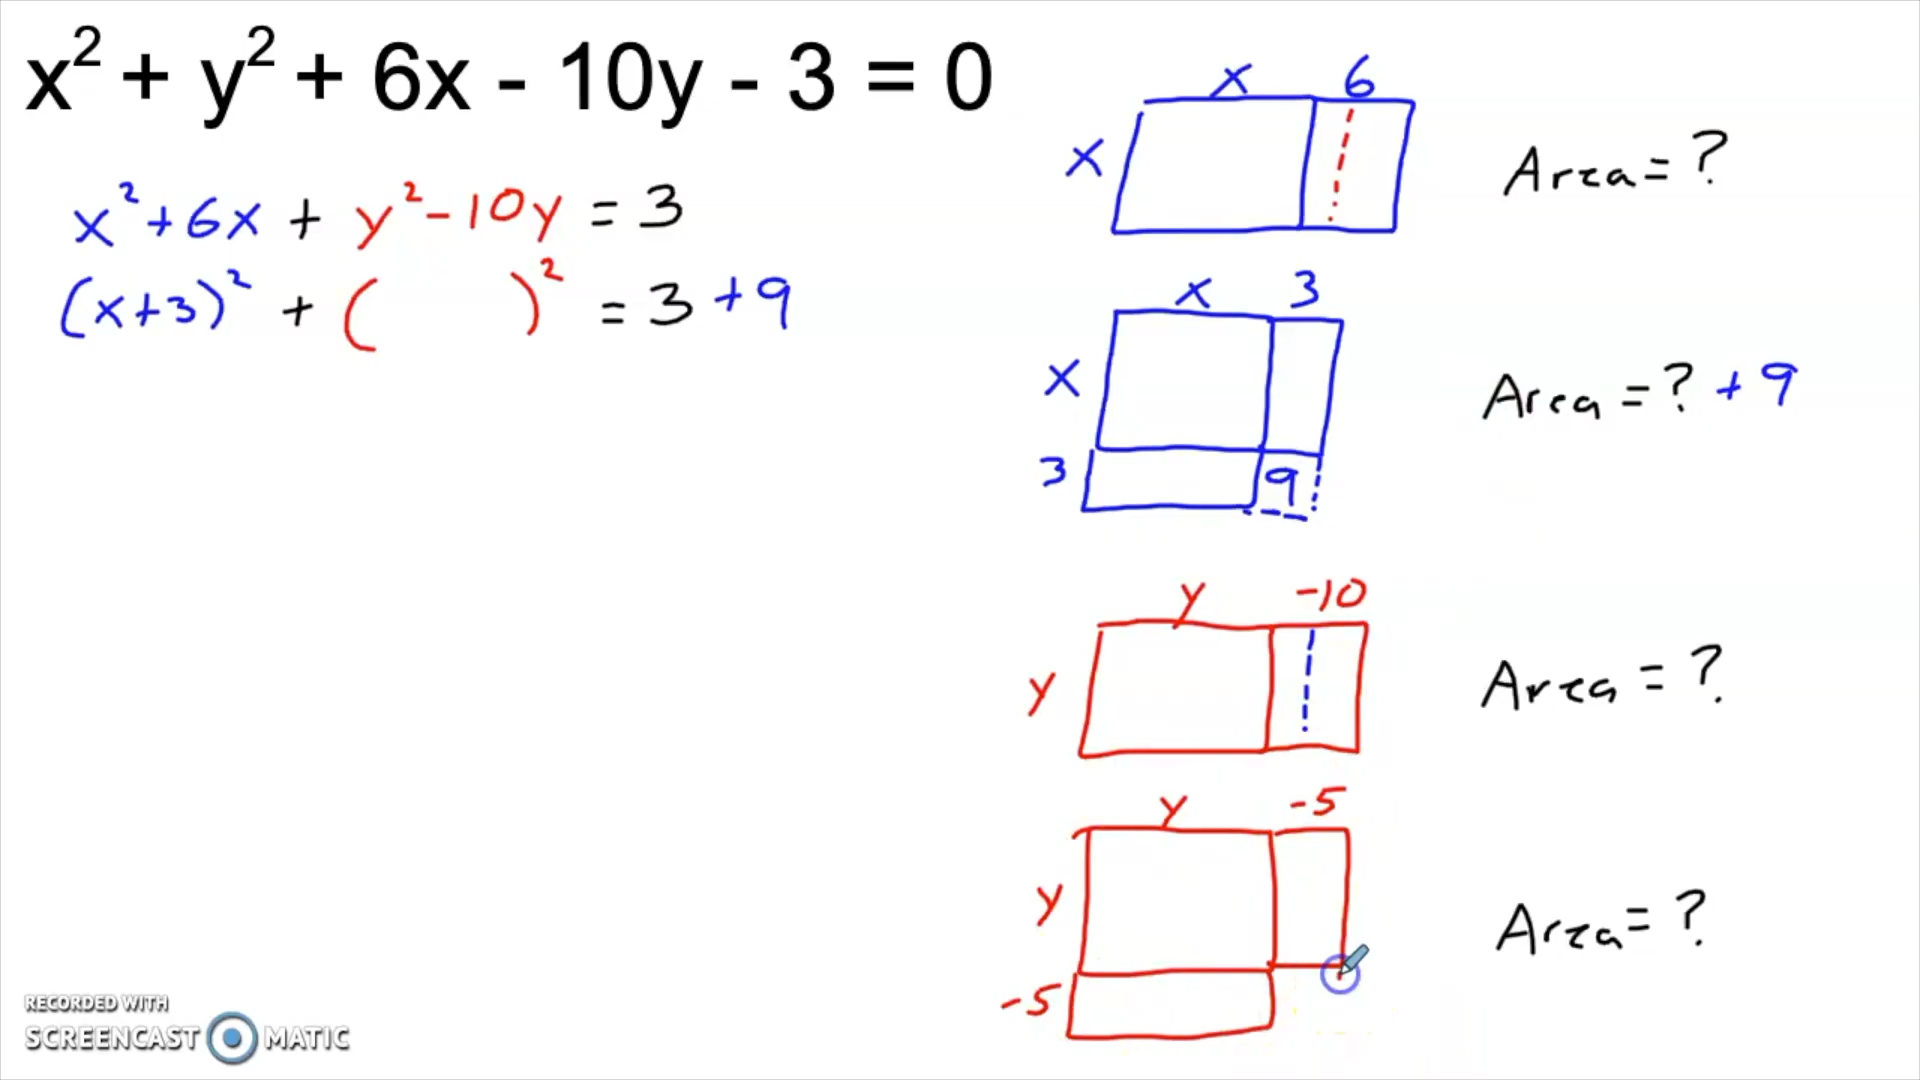 x² + y² + 6x - 10y - 3 = 0
x² + 6x + y² - 10y = 3
(x+3)² + ( )² = 3 + 9
x 6
x
Area = ?
x 3
x
3
9
Area = ? + 9
y -10
y
Area = ?
y -5
y
-5
Area = ?
RECORDED WITH
SCREENCAST MATIC